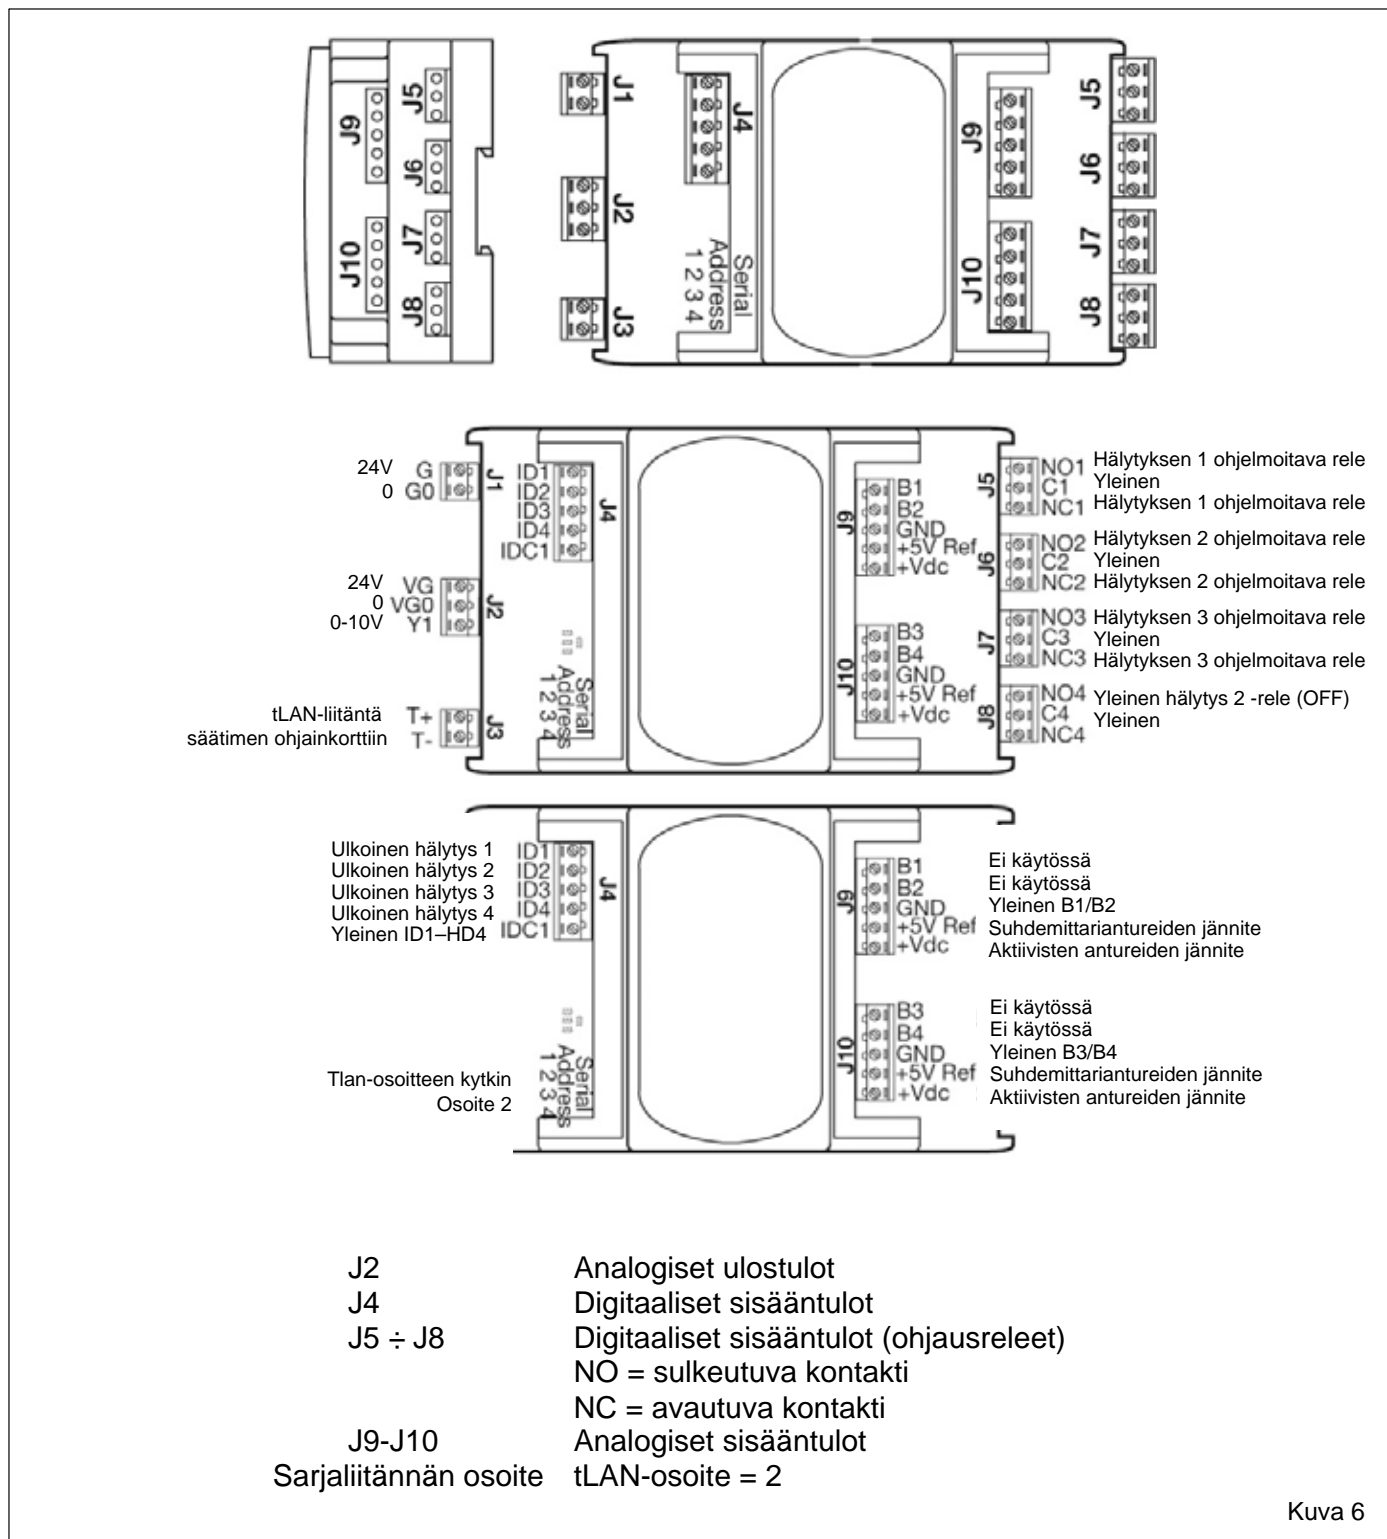 J5
J9
J6
J7
J10
J8
J1
J4
J2
Serial
Address
1 2 3 4
J3
J9
J10
J5
J6
J7
J8
24V G
0 G0
J1
24V VG
0 VG0
0-10V Y1
J2
tLAN-liitäntä T+
säätimen ohjainkorttiin T-
J3
ID1
ID2
ID3
ID4
IDC1
J4
Serial
Address
1 2 3 4
J9
B1
B2
GND
+5V Ref
+Vdc
J10
B3
B4
GND
+5V Ref
+Vdc
J5
NO1 Hälytyksen 1 ohjelmoitava rele
C1 Yleinen
NC1 Hälytyksen 1 ohjelmoitava rele
J6
NO2 Hälytyksen 2 ohjelmoitava rele
C2 Yleinen
NC2 Hälytyksen 2 ohjelmoitava rele
J7
NO3 Hälytyksen 3 ohjelmoitava rele
C3 Yleinen
NC3 Hälytyksen 3 ohjelmoitava rele
J8
NO4 Yleinen hälytys 2 -rele (OFF)
C4 Yleinen
NC4
Ulkoinen hälytys 1 ID1
Ulkoinen hälytys 2 ID2
Ulkoinen hälytys 3 ID3
Ulkoinen hälytys 4 ID4
Yleinen ID1–HD4 IDC1
J4
Tlan-osoitteen kytkin
Osoite 2
Serial
Address
1 2 3 4
J9
B1 Ei käytössä
B2 Ei käytössä
GND Yleinen B1/B2
+5V Ref Suhdemittariantureiden jännite
+Vdc Aktiivisten antureiden jännite
J10
B3 Ei käytössä
B4 Ei käytössä
GND Yleinen B3/B4
+5V Ref Suhdemittariantureiden jännite
+Vdc Aktiivisten antureiden jännite
J2 Analogiset ulostulot
J4 Digitaaliset sisääntulot
J5 ÷ J8 Digitaaliset sisääntulot (ohjausreleet)
NO = sulkeutuva kontakti
NC = avautuva kontakti
J9-J10 Analogiset sisääntulot
Sarjaliitännän osoite tLAN-osoite = 2
Kuva 6